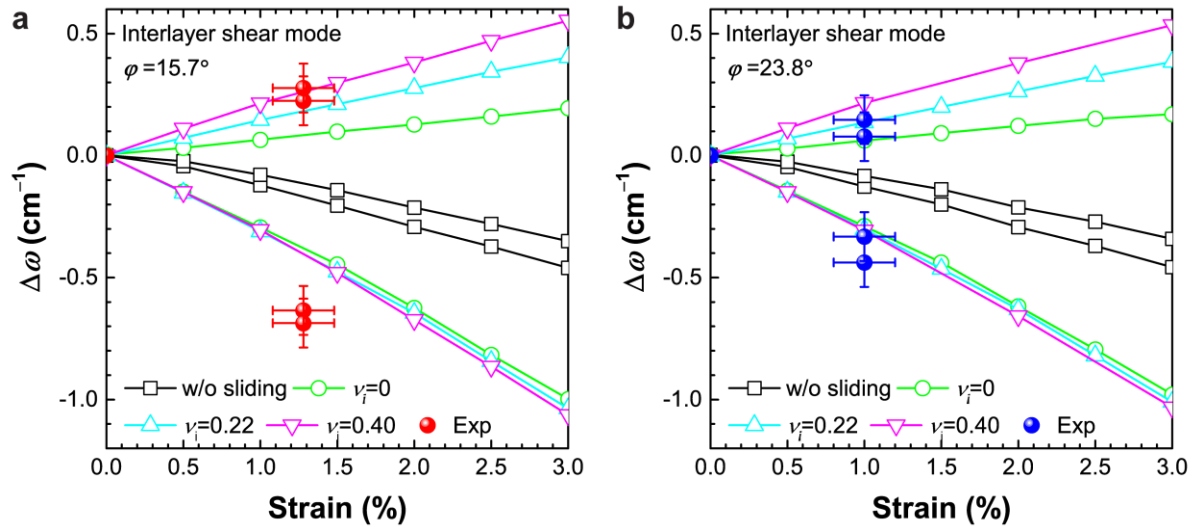 a
Interlayer shear mode
φ =15.7°
0.5
0.0
-0.5
-1.0
Δω (cm⁻¹)
w/o sliding
νᵢ=0
νᵢ=0.22
νᵢ=0.40
Exp
0.0 0.5 1.0 1.5 2.0 2.5 3.0
Strain (%)
b
Interlayer shear mode
φ =23.8°
0.5
0.0
-0.5
-1.0
Δω (cm⁻¹)
w/o sliding
νᵢ=0
νᵢ=0.22
νᵢ=0.40
Exp
0.0 0.5 1.0 1.5 2.0 2.5 3.0
Strain (%)